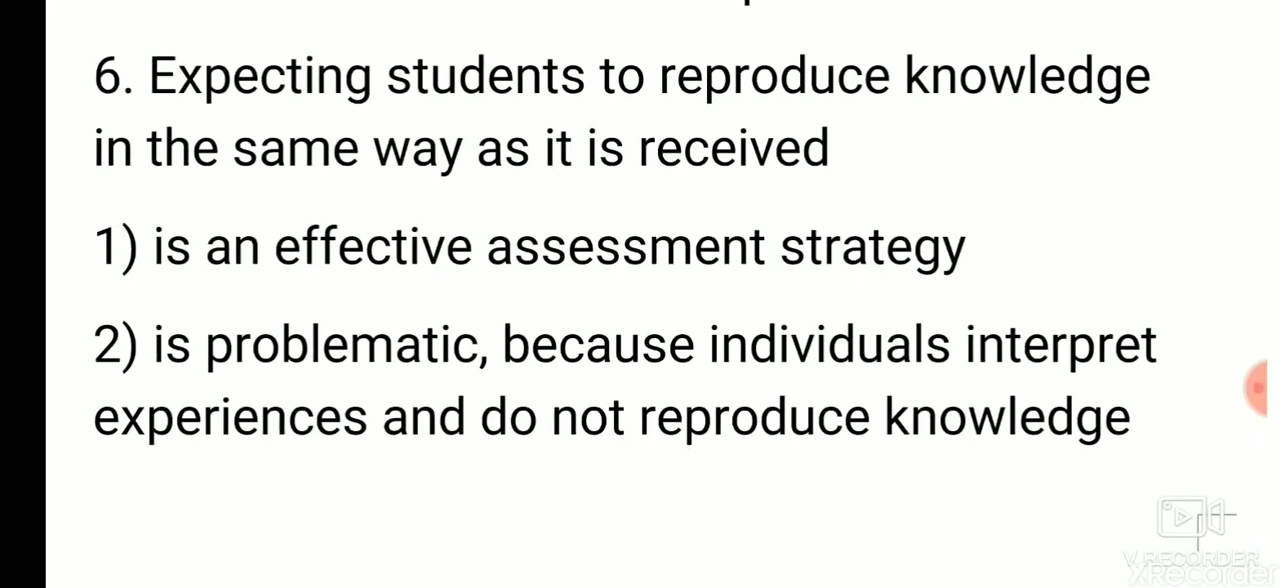 6. Expecting students to reproduce knowledge
in the same way as it is received
1) is an effective assessment strategy
2) is problematic, because individuals interpret
experiences and do not reproduce knowledge
V RECORDER
XRecorder